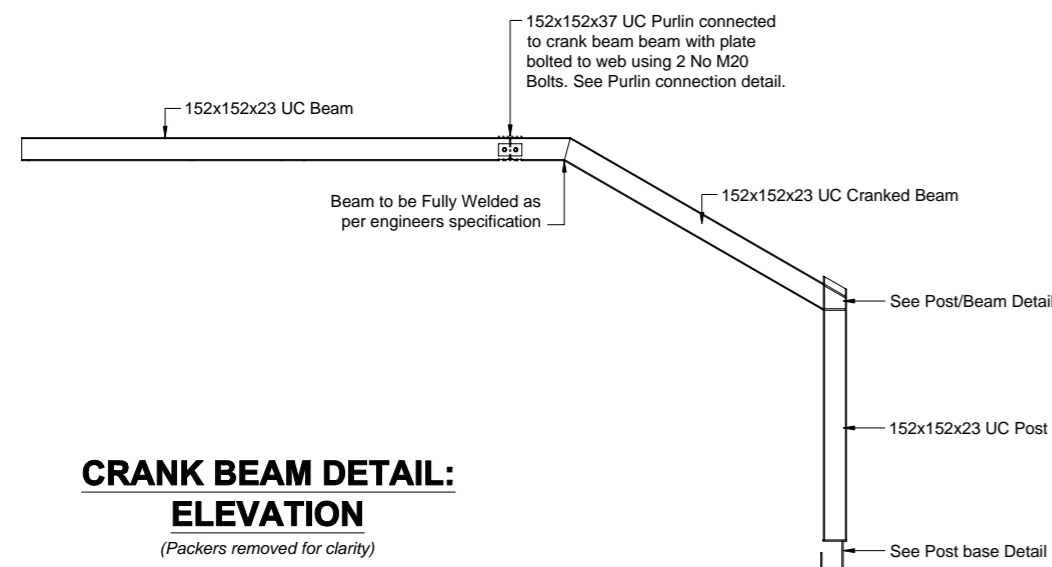 152x152x37 UC Purlin connected
to crank beam beam with plate
bolted to web using 2 No M20
Bolts. See Purlin connection detail.
152x152x23 UC Beam
Beam to be Fully Welded as
per engineers specification
152x152x23 UC Cranked Beam
See Post/Beam Detail
152x152x23 UC Post
CRANK BEAM DETAIL:
ELEVATION
(Packers removed for clarity)
See Post base Detail